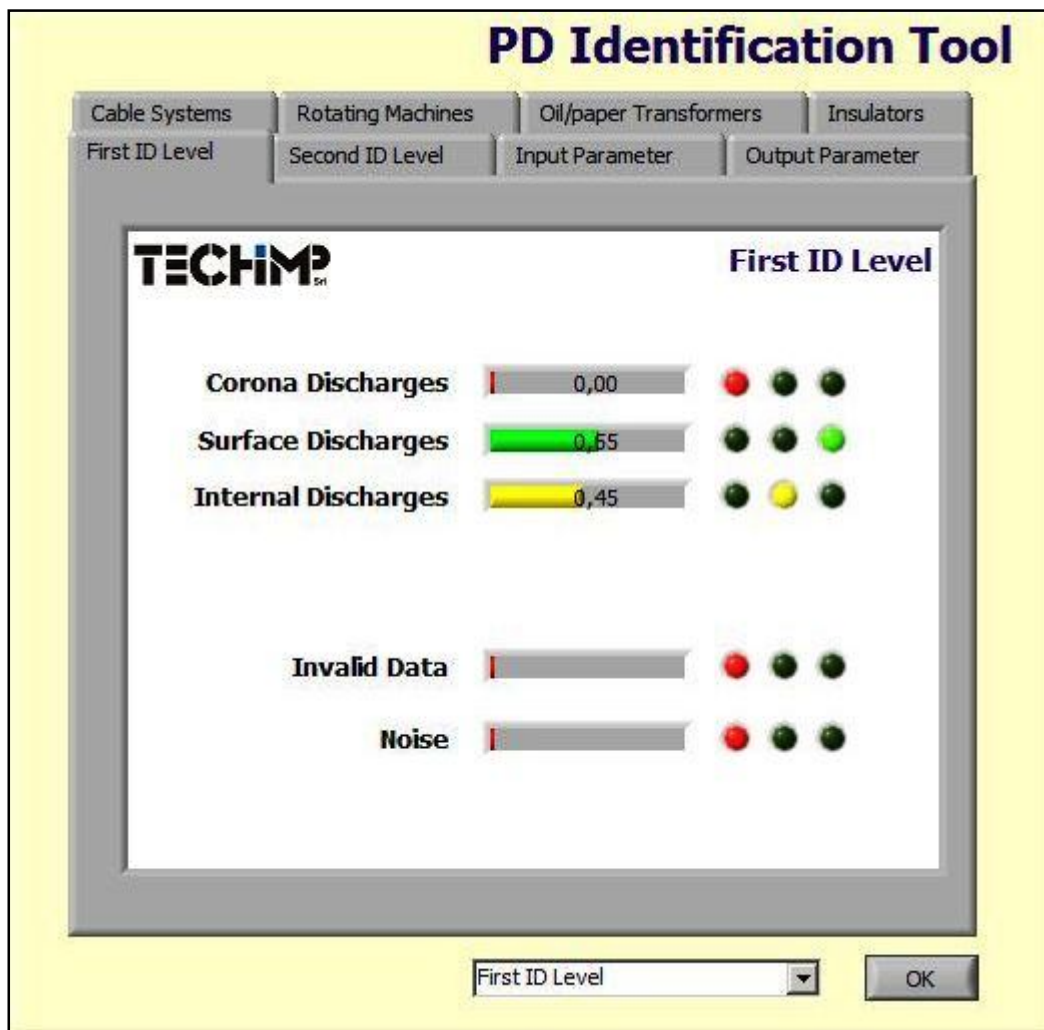 PD Identification Tool
Cable Systems Rotating Machines Oil/paper Transformers Insulators
First ID Level Second ID Level Input Parameter Output Parameter
TECHIMP Srl First ID Level
Corona Discharges 0,00
Surface Discharges 0,55
Internal Discharges 0,45
Invalid Data
Noise
First ID Level OK